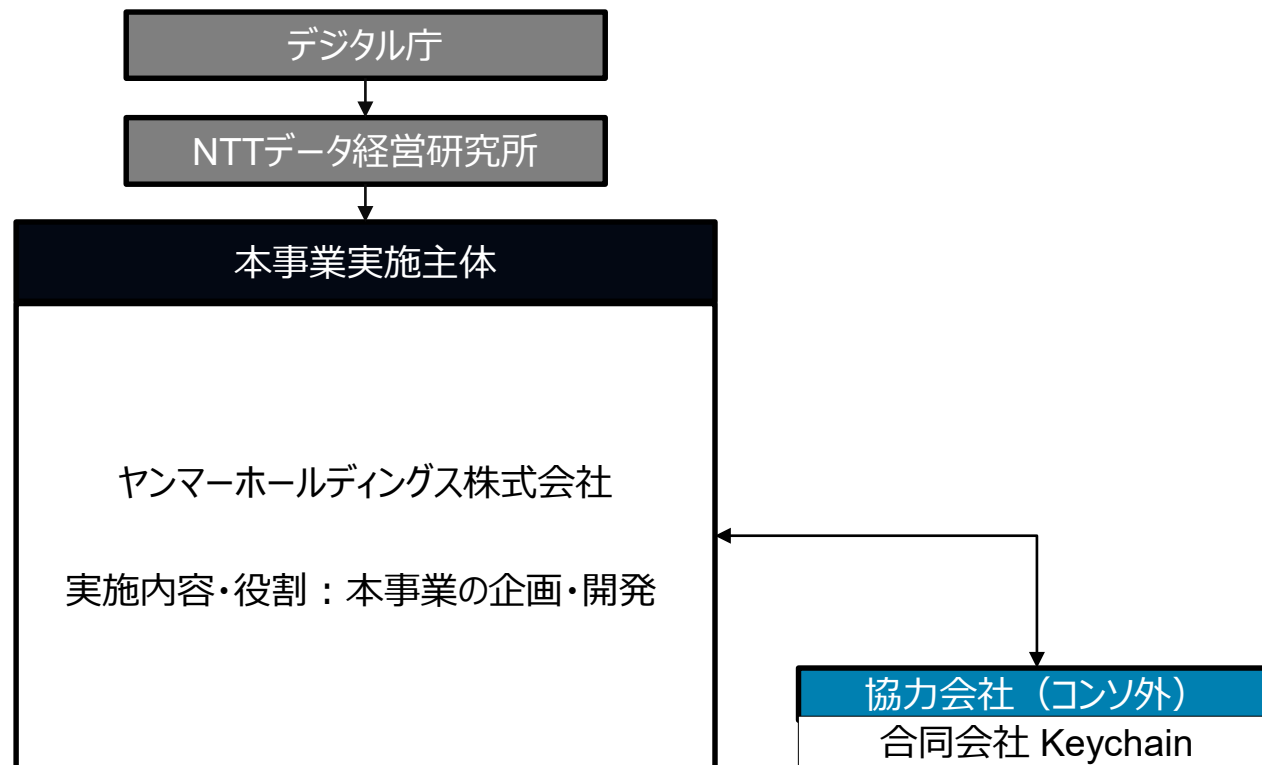 デジタル庁
NTTデータ経営研究所
本事業実施主体
ヤンマーホールディングス株式会社
実施内容・役割：本事業の企画・開発
協力会社（コンソ外）
合同会社 Keychain